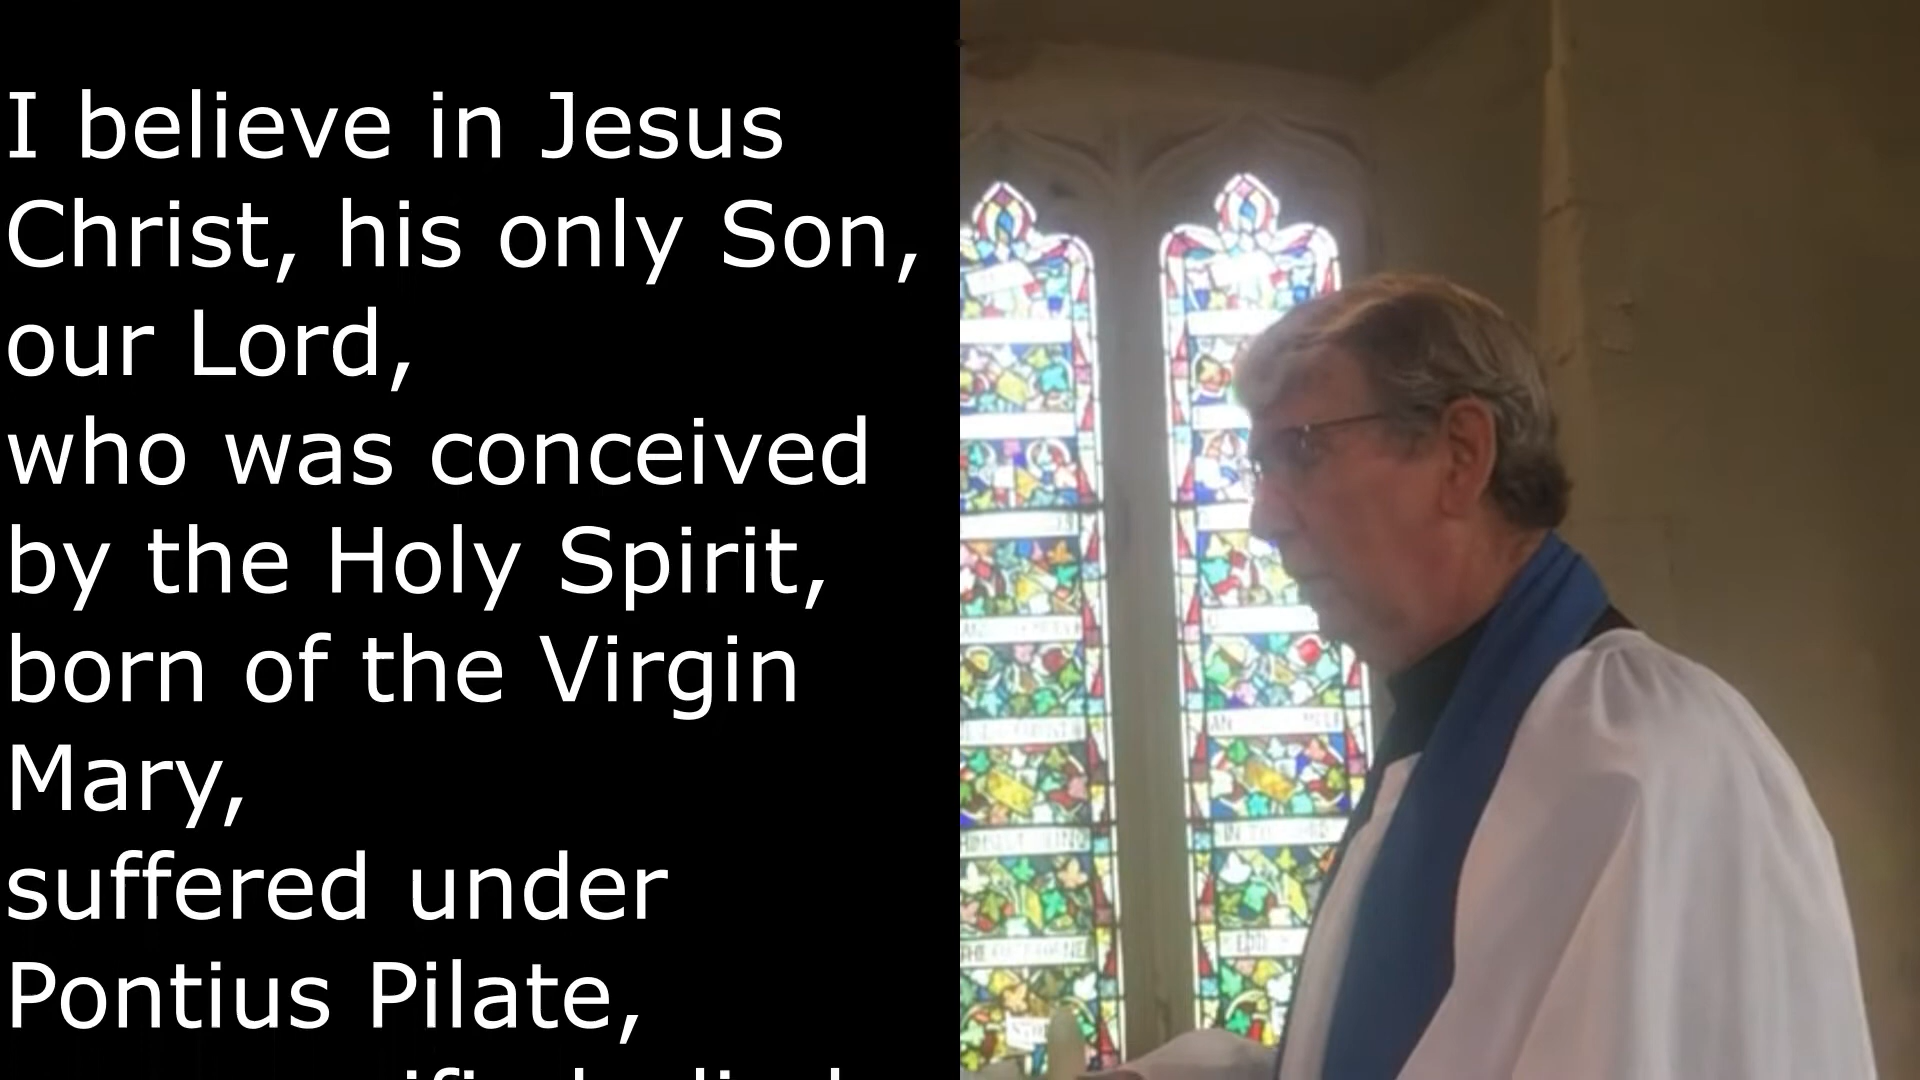 I believe in Jesus
Christ, his only Son,
our Lord,
who was conceived
by the Holy Spirit,
born of the Virgin
Mary,
suffered under
Pontius Pilate,